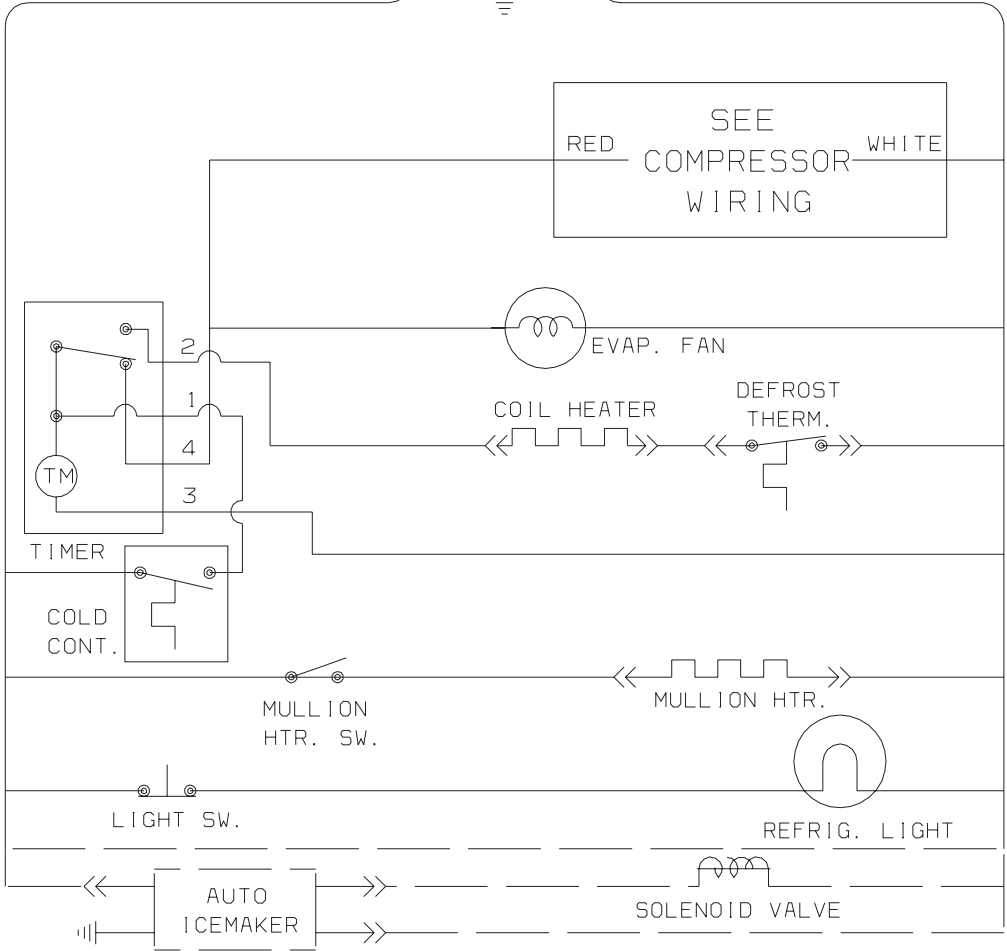 SEE
RED
WHITE
COMPRESSOR
WIRING
2
EVAP. FAN
DEFROST
THERM.
1
COIL HEATER
4
TM
3
TIMER
COLD
CONT.
MULLION
HTR. SW.
MULLION HTR.
LIGHT SW.
REFRIG. LIGHT
AUTO
ICEMAKER
SOLENOID VALVE